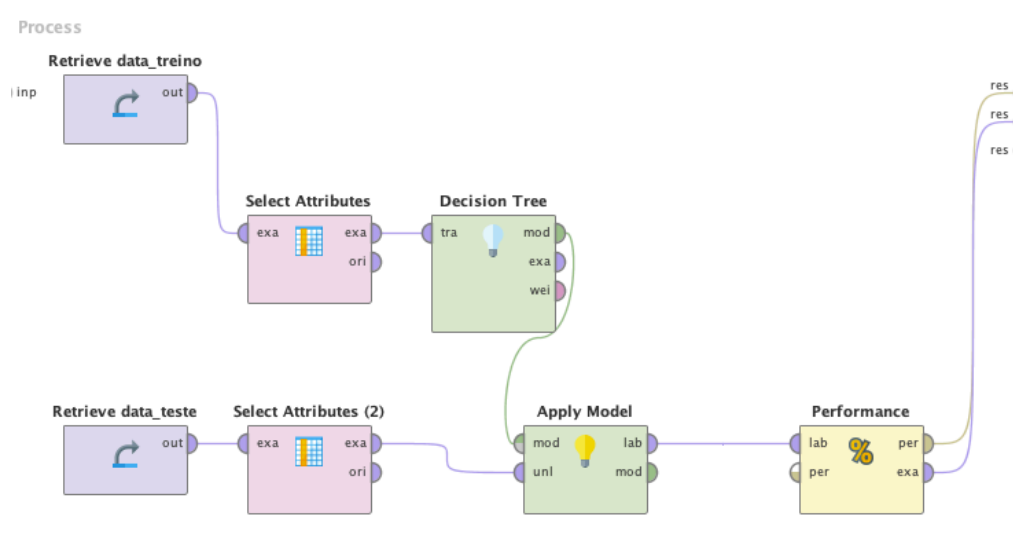 Process
Retrieve data_treino
inp
out
res
res
res
Select Attributes
Decision Tree
exa
exa
ori
tra
mod
exa
wei
Retrieve data_teste
Select Attributes (2)
Apply Model
Performance
out
exa
exa
ori
mod
lab
unl
mod
lab
per
per
exa